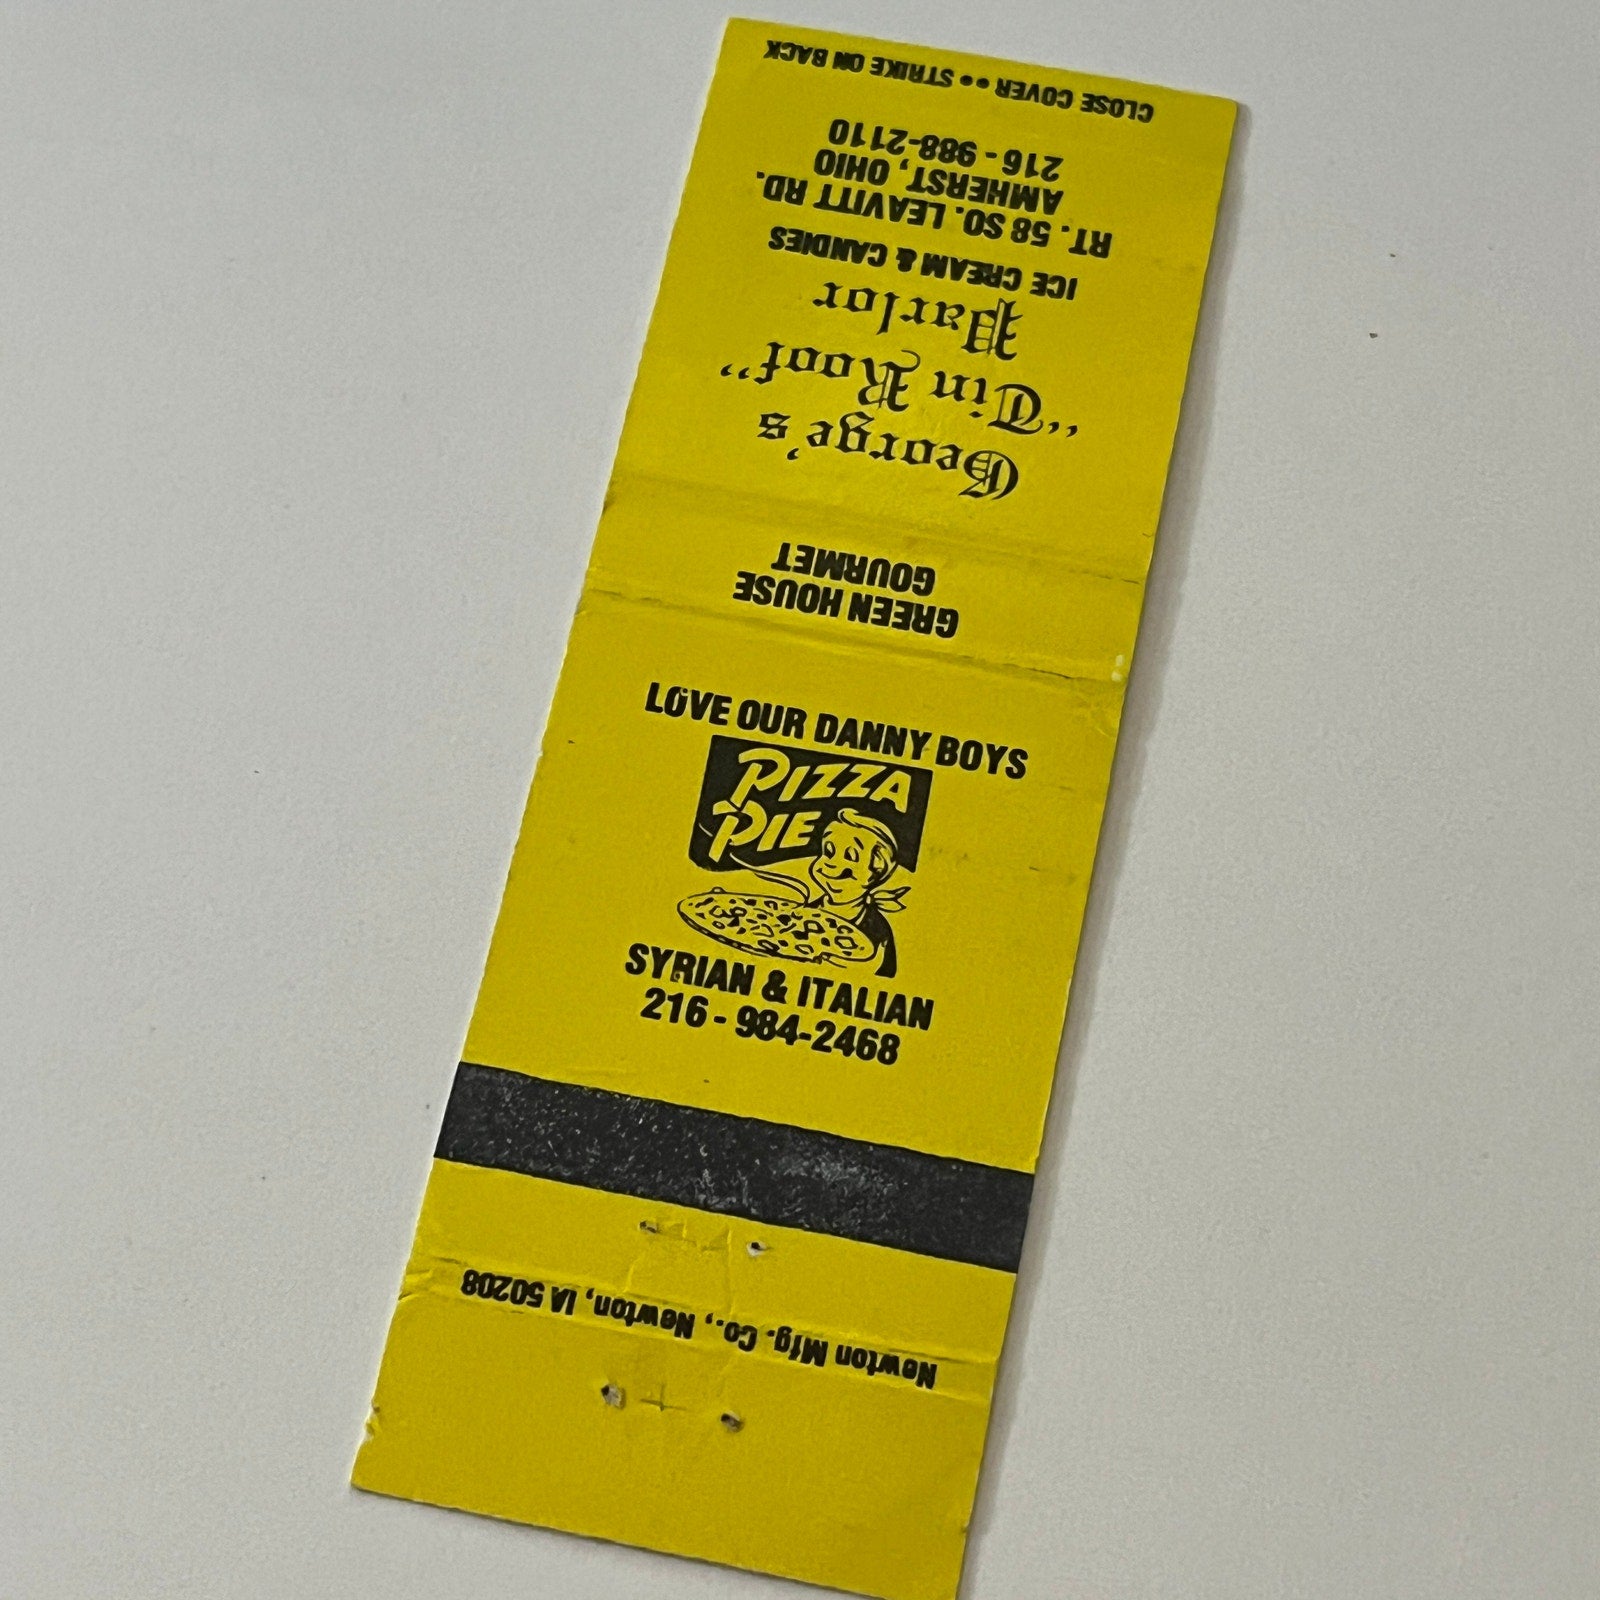 CLOSE COVER •• STRIKE ON BACK
George's
"Tin Roof"
Parlor
ICE CREAM & CANDIES
RT. 58 SO. LEAVITT RD.
AMHERST, OHIO
216 - 988-2110
GREEN HOUSE
GOURMET
LOVE OUR DANNY BOYS
PIZZA
PIE
SYRIAN & ITALIAN
216 - 984-2468
Newton Mfg. Co., Newton, IA 50208